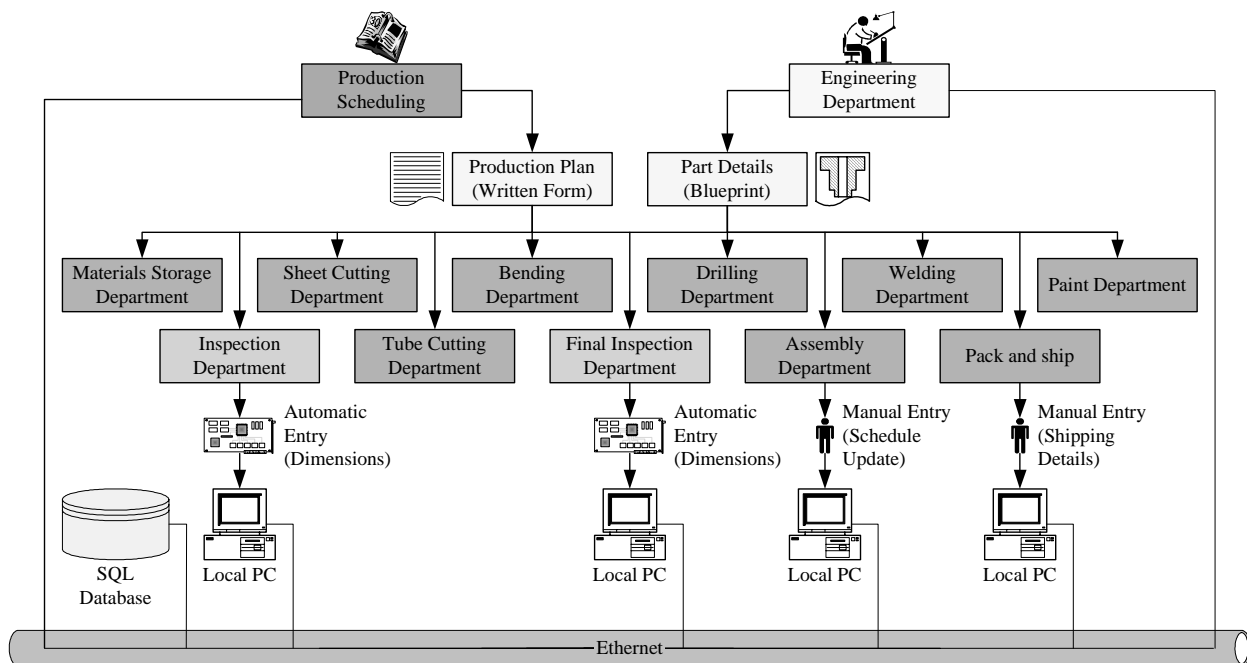 Production
Scheduling
Engineering
Department
Production Plan
(Written Form)
Part Details
(Blueprint)
Materials Storage
Department
Sheet Cutting
Department
Bending
Department
Drilling
Department
Welding
Department
Paint Department
Inspection
Department
Tube Cutting
Department
Final Inspection
Department
Assembly
Department
Pack and ship
Automatic
Entry
(Dimensions)
Automatic
Entry
(Dimensions)
Manual Entry
(Schedule
Update)
Manual Entry
(Shipping
Details)
SQL
Database
Local PC
Local PC
Local PC
Local PC
Ethernet